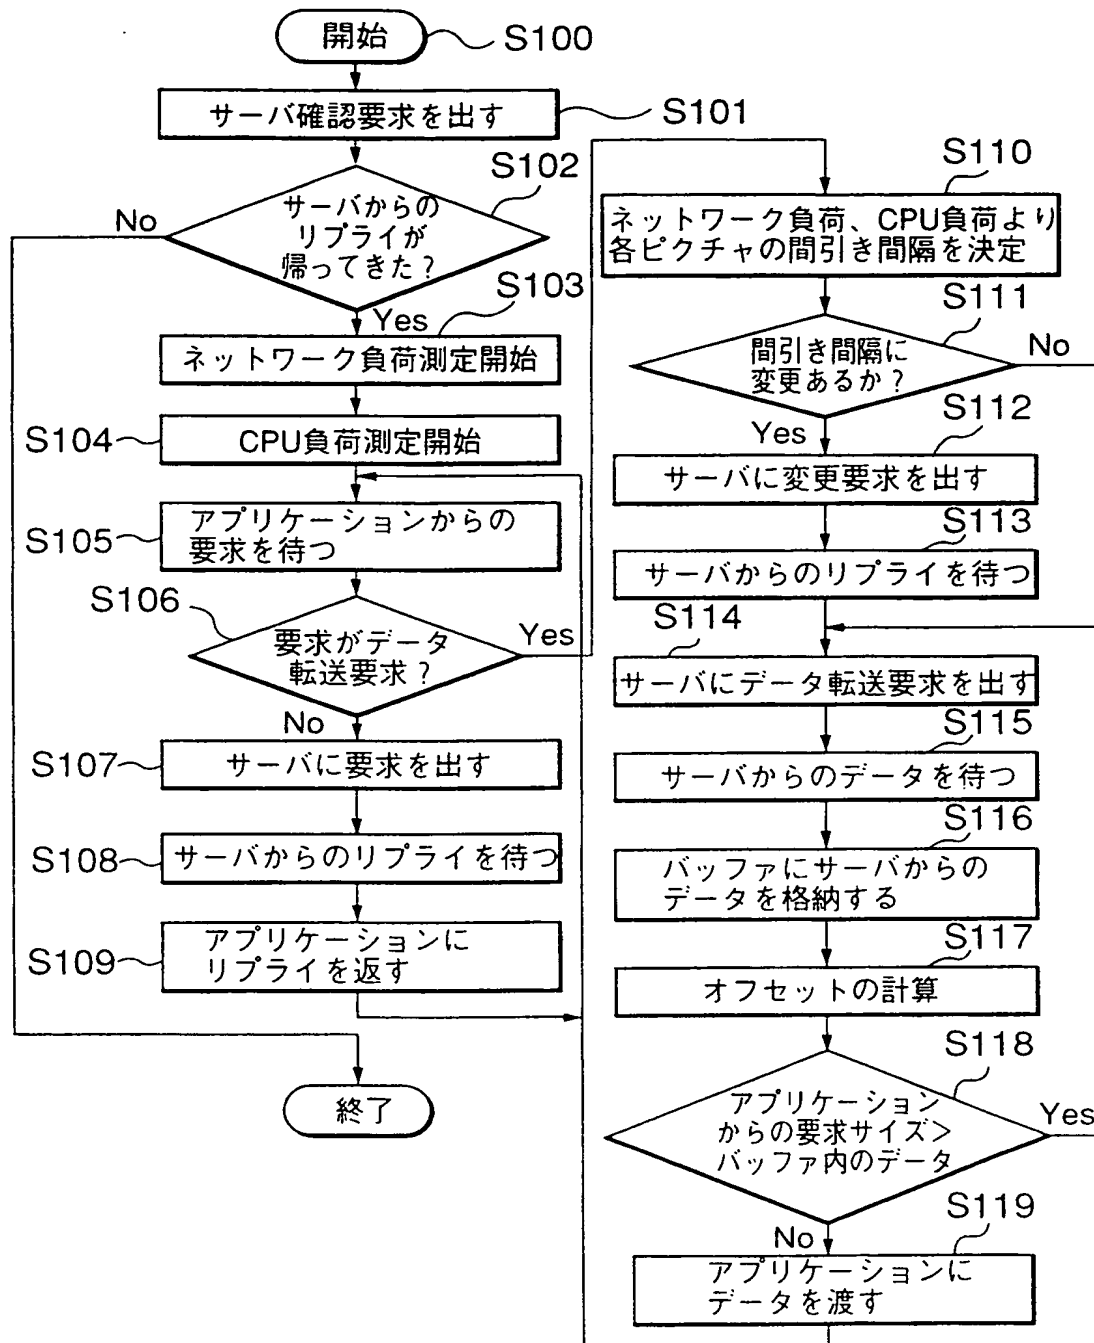 開始
S100
サーバ確認要求を出す
S101
S102
サーバからの
リプライが
帰ってきた？
No
Yes
S103
ネットワーク負荷測定開始
S104
CPU負荷測定開始
S105
アプリケーションからの
要求を待つ
S106
要求がデータ
転送要求？
Yes
No
S107
サーバに要求を出す
S108
サーバからのリプライを待つ
S109
アプリケーションに
リプライを返す
終了
S110
ネットワーク負荷、CPU負荷より
各ピクチャの間引き間隔を決定
S111
間引き間隔に
変更あるか？
No
Yes
S112
サーバに変更要求を出す
S113
サーバからのリプライを待つ
S114
サーバにデータ転送要求を出す
S115
サーバからのデータを待つ
S116
バッファにサーバからの
データを格納する
S117
オフセットの計算
S118
アプリケーション
からの要求サイズ＞
バッファ内のデータ
Yes
No
S119
アプリケーションに
データを渡す